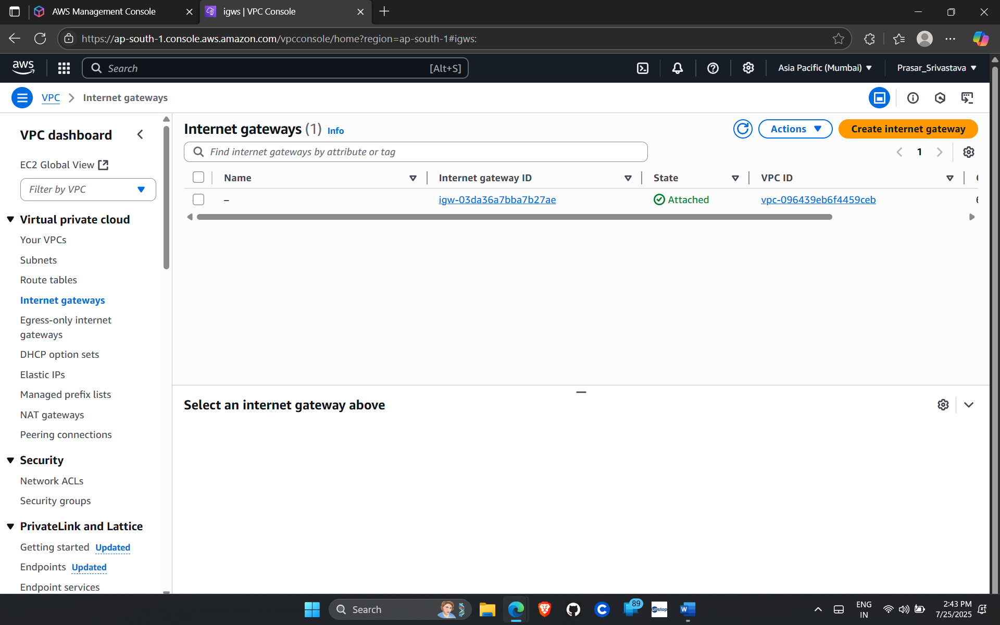 AWS Management Console
igws | VPC Console
https://ap-south-1.console.aws.amazon.com/vpcconsole/home?region=ap-south-1#igws:
aws
Search
[Alt+S]
Asia Pacific (Mumbai)
Prasar_Srivastava
VPC
Internet gateways
VPC dashboard
EC2 Global View
Filter by VPC
Virtual private cloud
Your VPCs
Subnets
Route tables
Internet gateways
Egress-only internet
gateways
DHCP option sets
Elastic IPs
Managed prefix lists
NAT gateways
Peering connections
Security
Network ACLs
Security groups
PrivateLink and Lattice
Getting started Updated
Endpoints Updated
Endpoint services
Internet gateways (1) Info
Actions
Create internet gateway
Find internet gateways by attribute or tag
1
Name
Internet gateway ID
State
VPC ID
–
igw-03da36a7bba7b27ae
Attached
vpc-096439eb6f4459ceb
Select an internet gateway above
Search
unstop
89
W
ENG
IN
2:43 PM
7/25/2025